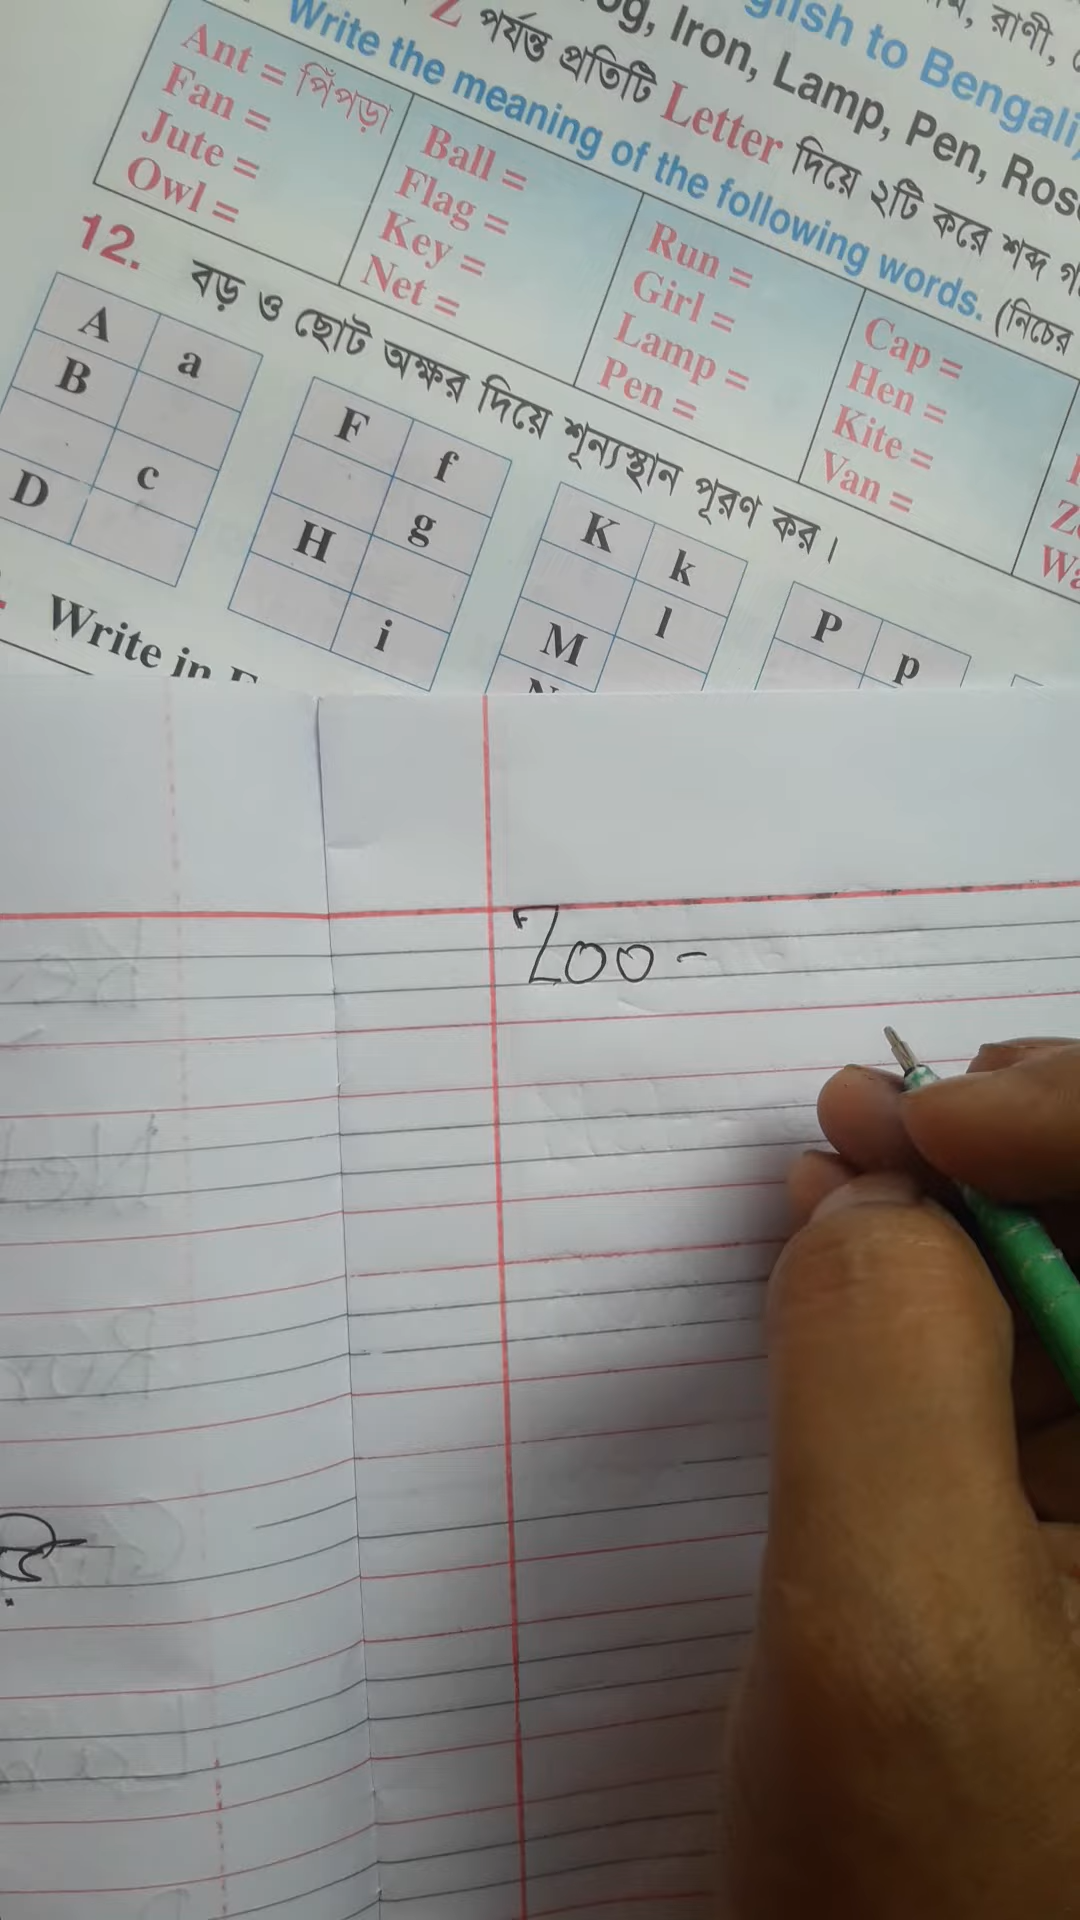 glish to Bengali
og, Iron, Lamp, Pen, Ros
রাণী,
Z পর্যন্ত প্রতিটি Letter দিয়ে ২টি করে শব্দ
Write the meaning of the following words. (নিচের
Ant = পিঁপড়া
Fan =
Jute =
Owl =
Ball =
Flag =
Key =
Net =
Run =
Girl =
Lamp =
Pen =
Cap =
Hen =
Kite =
Van =
12. বড় ও ছোট অক্ষর দিয়ে শূন্যস্থান পূরণ কর।
A a
B
c
D
F f
g
H
i
K k
l
M
N
P p
Write in
Zoo -